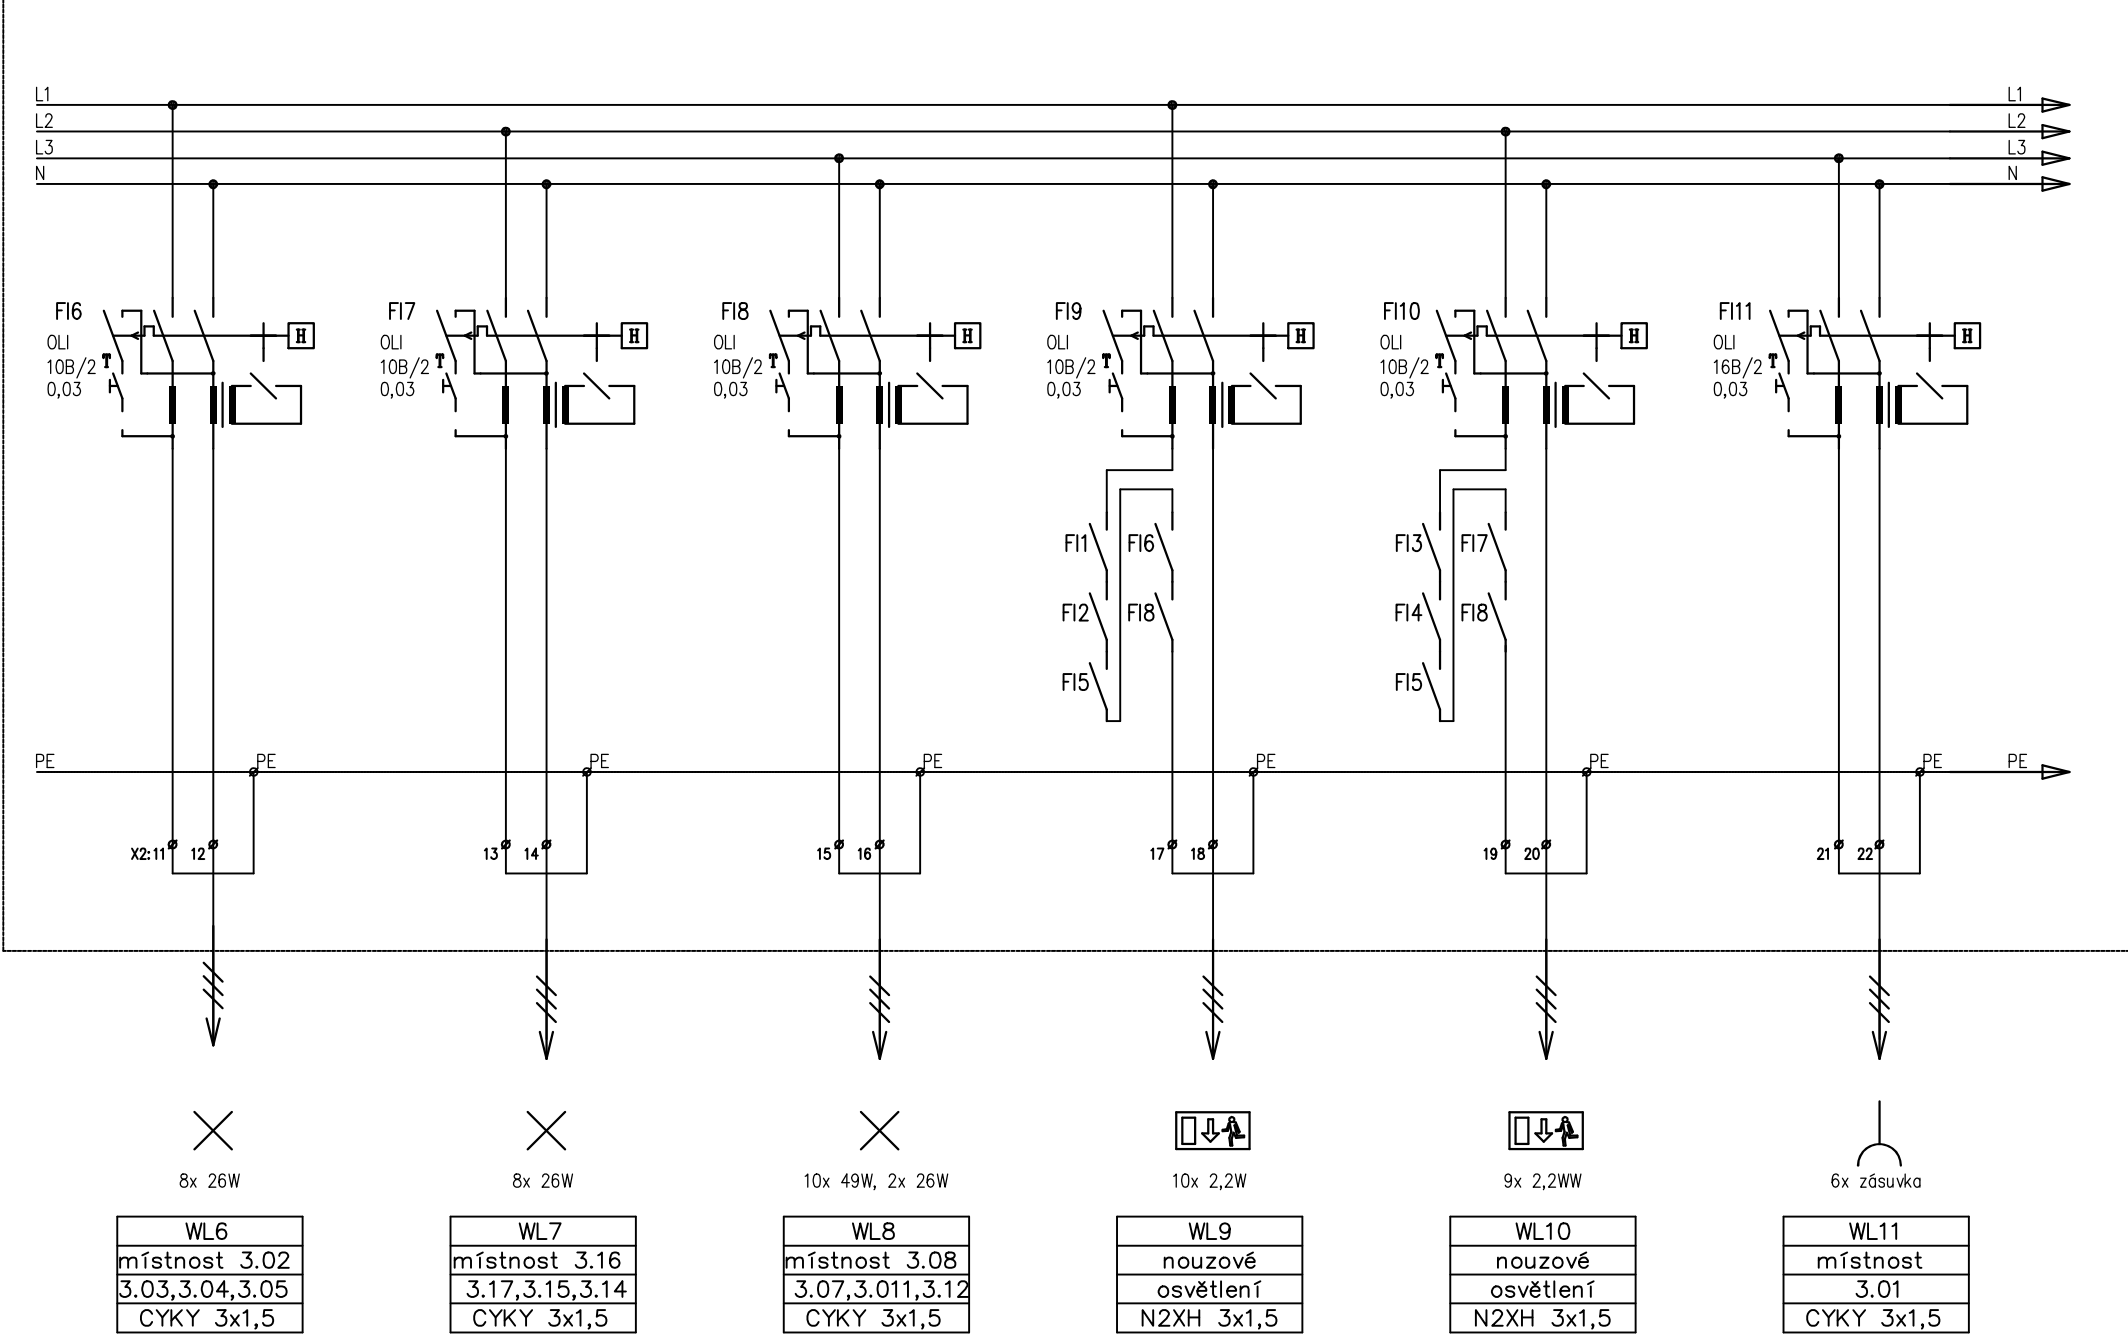 L1 L1
L2 L2
L3 L3
N N
FI6 FI7 FI8 FI9 FI10 FI11
H H H H H H
OLI OLI OLI OLI OLI OLI
10B/2 T 10B/2 T 10B/2 T 10B/2 T 10B/2 T 16B/2 T
0,03 0,03 0,03 0,03 0,03 0,03
FI1 FI6 FI3 FI7
FI2 FI8 FI4 FI8
FI5 FI5
PE PE PE PE PE PE PE PE
X2:11 12 13 14 15 16 17 18 19 20 21 22
8x 26W 8x 26W 10x 49W, 2x 26W 10x 2,2W 9x 2,2WW 6x zásuvka
WL6 WL7 WL8 WL9 WL10 WL11
místnost 3.02 místnost 3.16 místnost 3.08 nouzové nouzové místnost
3.03,3.04,3.05 3.17,3.15,3.14 3.07,3.011,3.12 osvětlení osvětlení 3.01
CYKY 3x1,5 CYKY 3x1,5 CYKY 3x1,5 N2XH 3x1,5 N2XH 3x1,5 CYKY 3x1,5